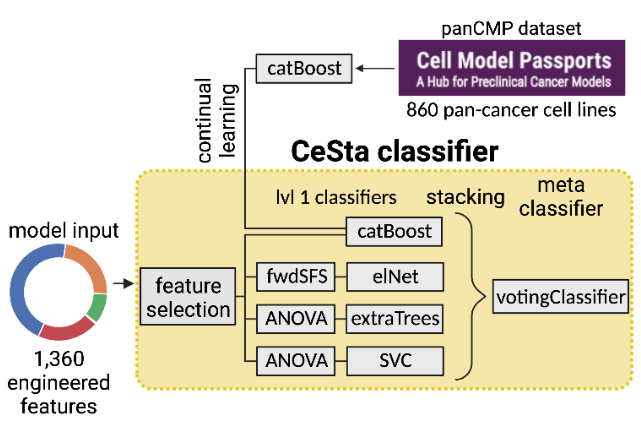 panCMP dataset
catBoost
Cell Model Passports
A Hub for Preclinical Cancer Models
860 pan-cancer cell lines
continual
learning
CeSta classifier
lvl 1 classifiers
stacking
meta
classifier
model input
catBoost
feature
selection
fwdSFS
elNet
ANOVA
extraTrees
ANOVA
SVC
votingClassifier
1,360
engineered
features